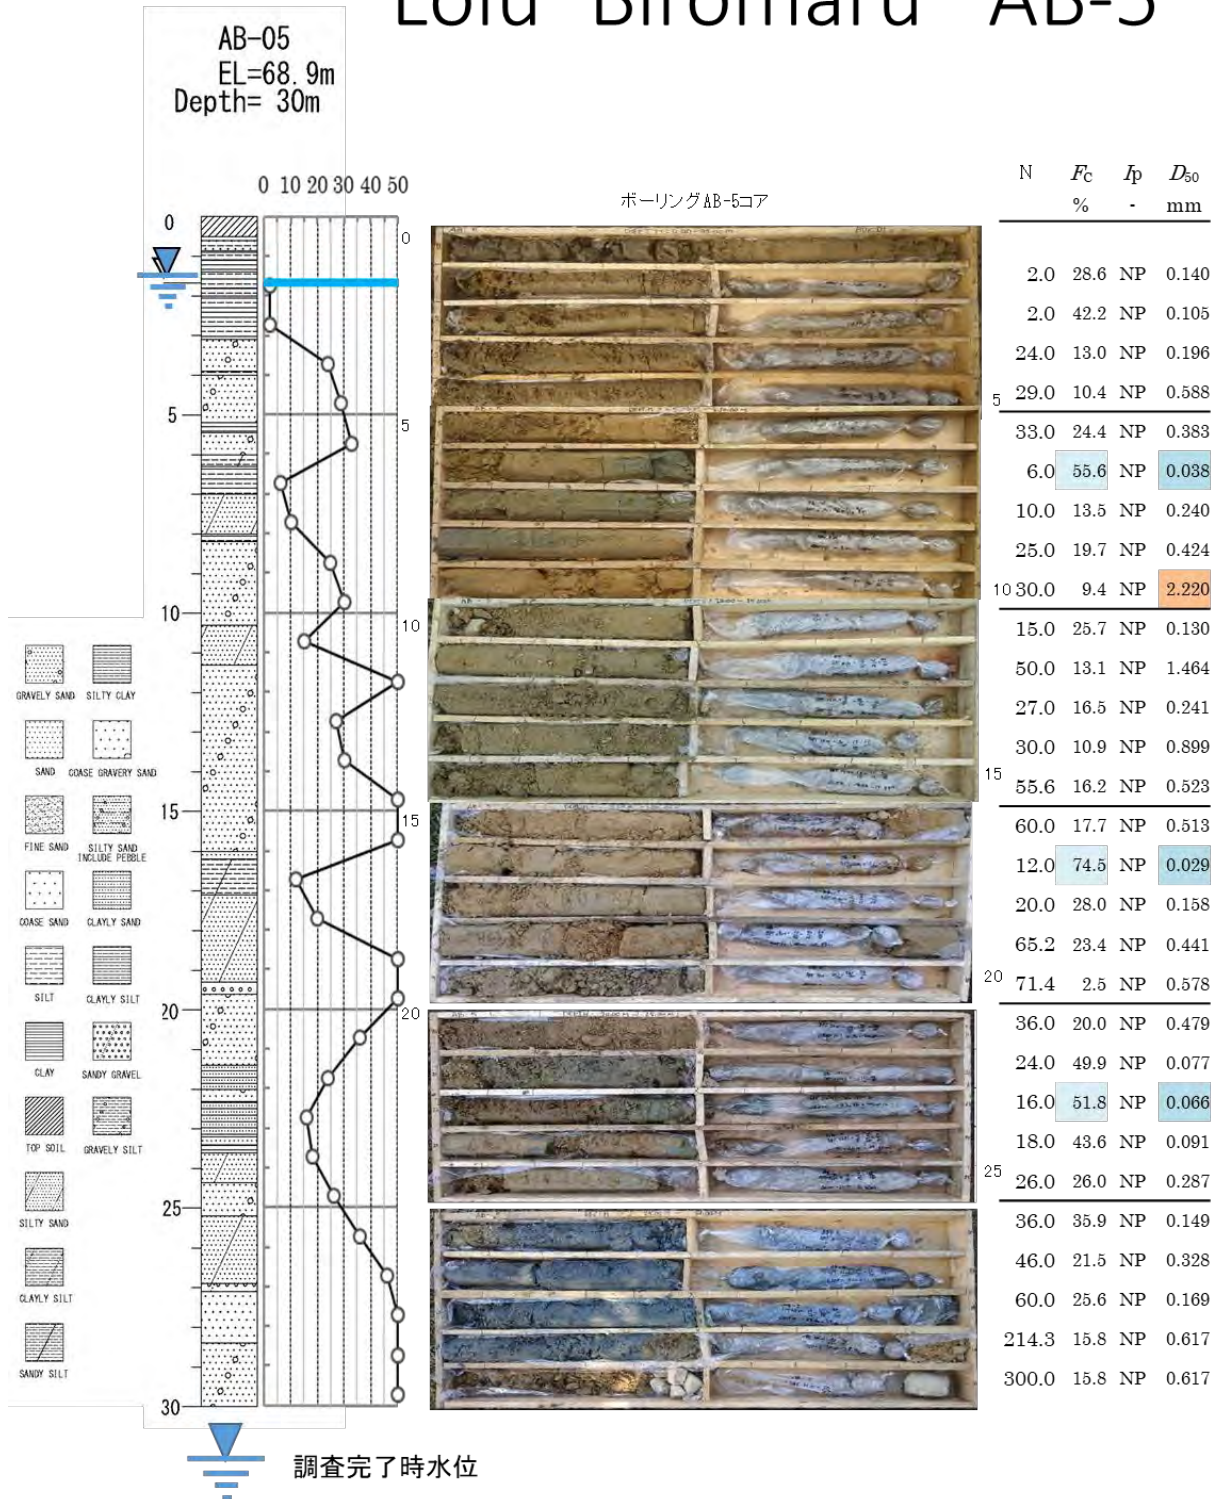 Lolu Biromaru AB-5
AB-05
EL=68.9m
Depth= 30m
0 10 20 30 40 50
ボーリングAB-5コア
N Fc Ip D50
% - mm
0
0
2.0 28.6 NP 0.140
2.0 42.2 NP 0.105
24.0 13.0 NP 0.196
5 29.0 10.4 NP 0.588
5
5
33.0 24.4 NP 0.383
6.0 55.6 NP 0.038
10.0 13.5 NP 0.240
25.0 19.7 NP 0.424
10 30.0 9.4 NP 2.220
10
10
15.0 25.7 NP 0.130
50.0 13.1 NP 1.464
27.0 16.5 NP 0.241
30.0 10.9 NP 0.899
15
55.6 16.2 NP 0.523
15
15
60.0 17.7 NP 0.513
12.0 74.5 NP 0.029
20.0 28.0 NP 0.158
65.2 23.4 NP 0.441
20 71.4 2.5 NP 0.578
20
20
36.0 20.0 NP 0.479
24.0 49.9 NP 0.077
16.0 51.8 NP 0.066
18.0 43.6 NP 0.091
25
26.0 26.0 NP 0.287
25
36.0 35.9 NP 0.149
46.0 21.5 NP 0.328
60.0 25.6 NP 0.169
214.3 15.8 NP 0.617
300.0 15.8 NP 0.617
30
GRAVELY SAND SILTY CLAY
SAND COASE GRAVERY SAND
FINE SAND SILTY SAND
INCLUDE PEBBLE
COASE SAND CLAYLY SAND
SILT CLAYLY SILT
CLAY SANDY GRAVEL
TOP SOIL GRAVELY SILT
SILTY SAND
CLAYLY SILT
SANDY SILT
調査完了時水位